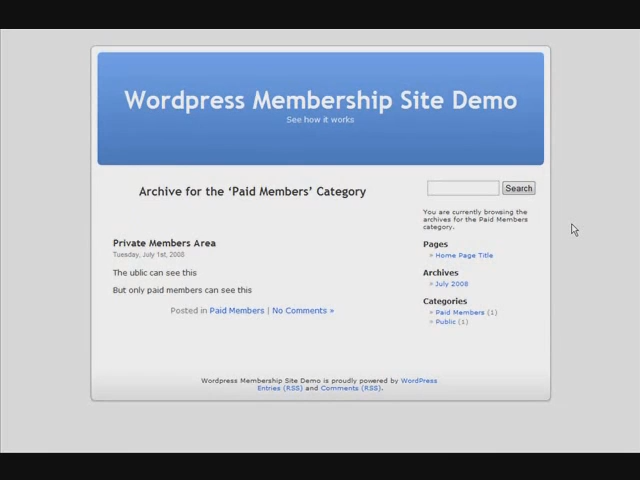 Wordpress Membership Site Demo
See how it works
Archive for the ‘Paid Members’ Category
Private Members Area
Tuesday, July 1st, 2008
The ublic can see this
But only paid members can see this
Posted in Paid Members | No Comments »
Search
You are currently browsing the
archives for the Paid Members
category.
Pages
» Home Page Title
Archives
» July 2008
Categories
» Paid Members (1)
» Public (1)
Wordpress Membership Site Demo is proudly powered by WordPress
Entries (RSS) and Comments (RSS).